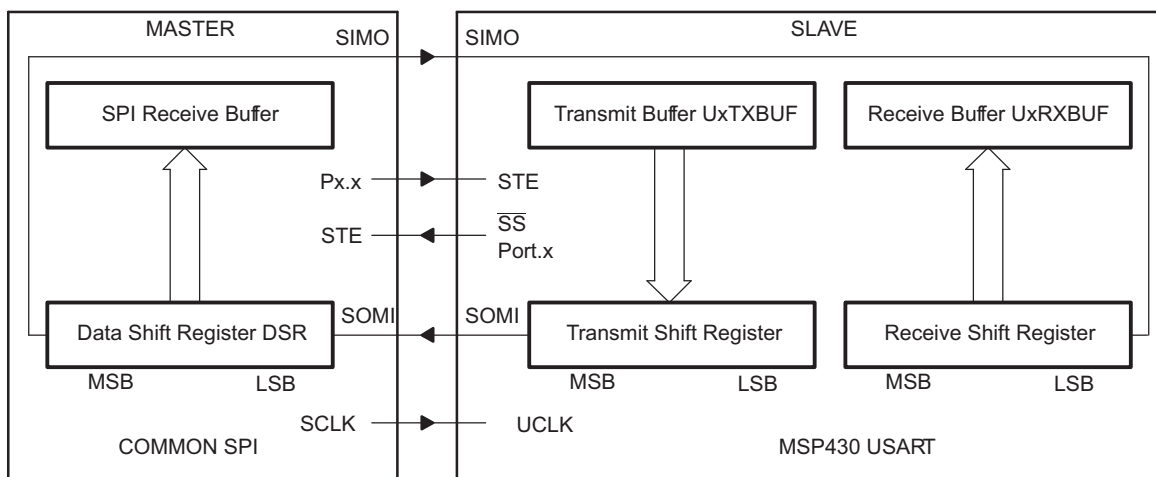 MASTER
SLAVE
SIMO
SIMO
SPI Receive Buffer
Transmit Buffer UxTXBUF
Receive Buffer UxRXBUF
Px.x
STE
STE
SS
Port.x
SOMI
SOMI
Data Shift Register DSR
Transmit Shift Register
Receive Shift Register
MSB
LSB
MSB
LSB
MSB
LSB
SCLK
UCLK
COMMON SPI
MSP430 USART